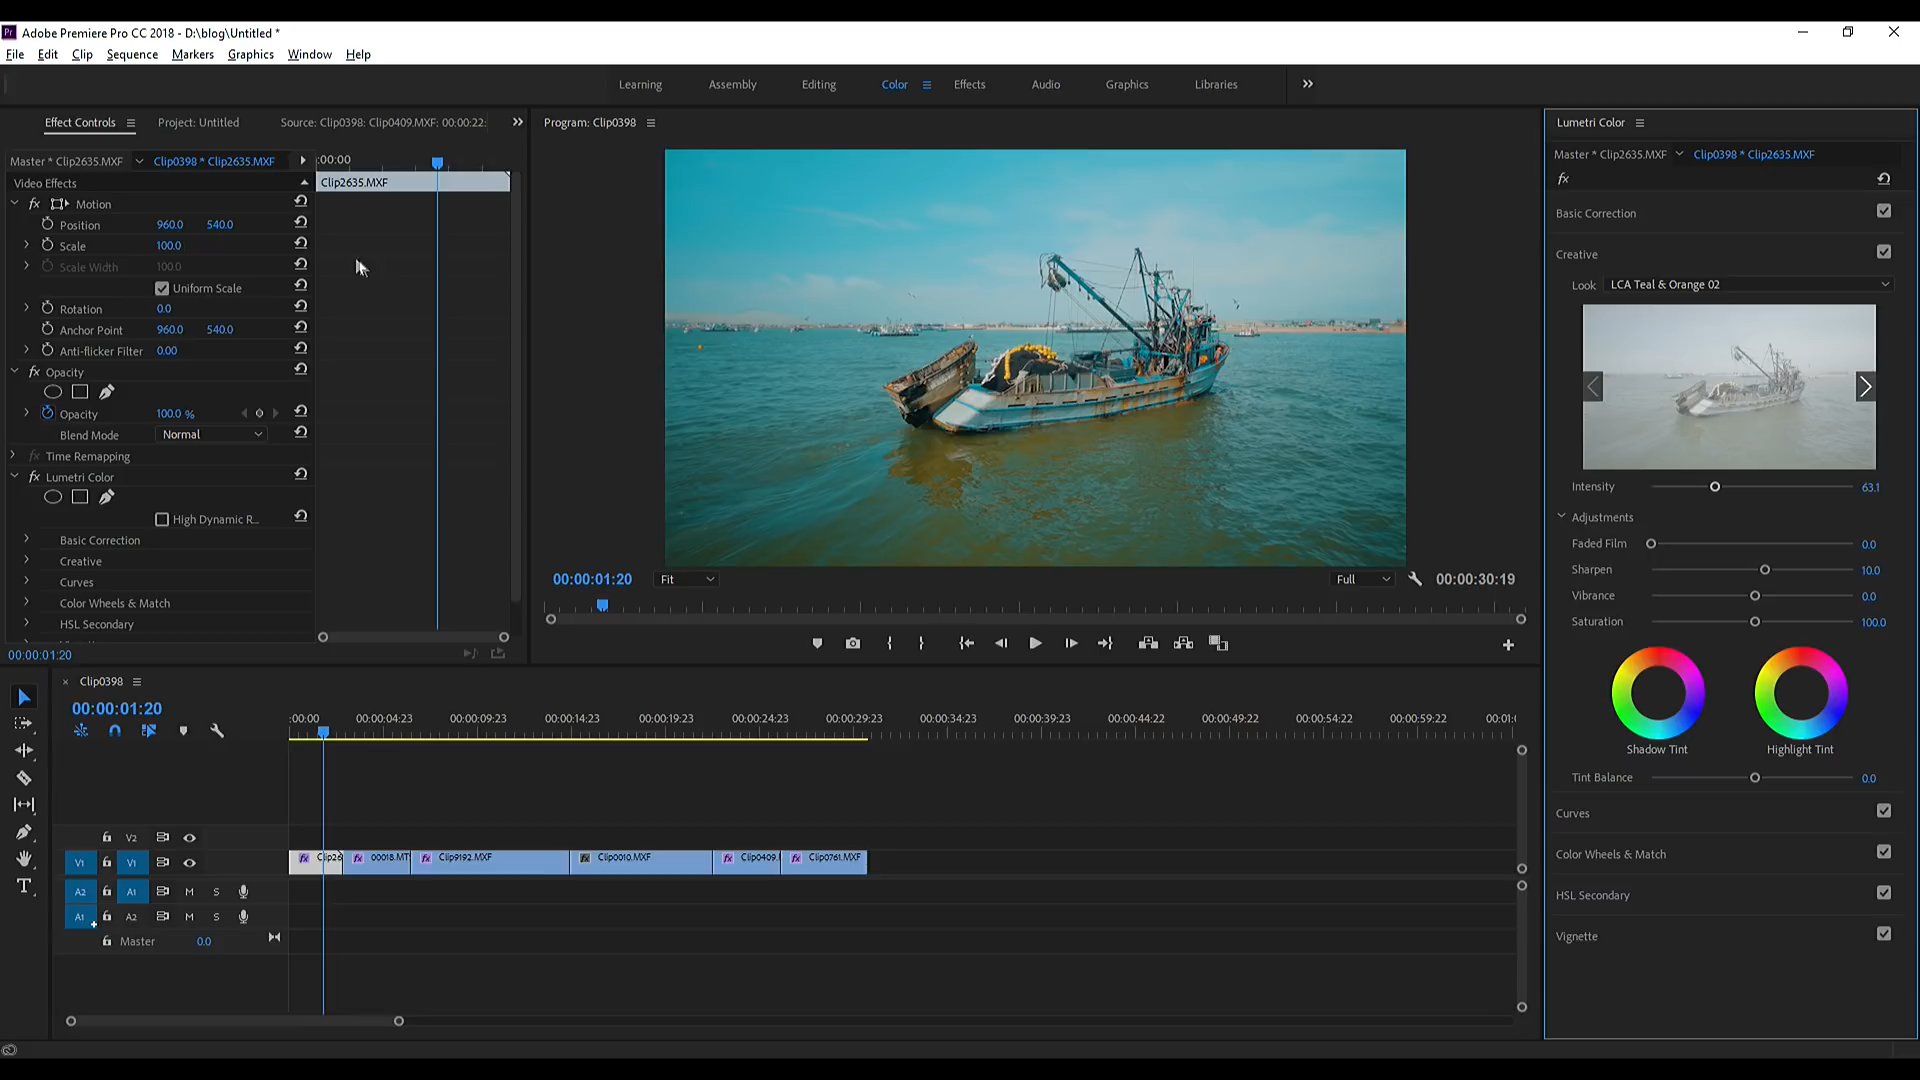 Adobe Premiere Pro CC 2018 - D:\blog\Untitled *
File Edit Clip Sequence Markers Graphics Window Help
Learning Assembly Editing Color Effects Audio Graphics Libraries
Effect Controls Project: Untitled Source: Clip0398: Clip0409.MXF: 00:00:22:
Master * Clip2635.MXF Clip0398 * Clip2635.MXF :00:00
Video Effects Clip2635.MXF
fx Motion
Position 960.0 540.0
Scale 100.0
Scale Width 100.0
Uniform Scale
Rotation 0.0
Anchor Point 960.0 540.0
Anti-flicker Filter 0.00
fx Opacity
Opacity 100.0 %
Blend Mode Normal
fx Time Remapping
fx Lumetri Color
High Dynamic R...
Basic Correction
Creative
Curves
Color Wheels & Match
HSL Secondary
00:00:01:20
Program: Clip0398
00:00:01:20 Fit Full 00:00:30:19
Lumetri Color
Master * Clip2635.MXF Clip0398 * Clip2635.MXF
fx
Basic Correction
Creative
Look LCA Teal & Orange 02
Intensity 63.1
Adjustments
Faded Film 0.0
Sharpen 10.0
Vibrance 0.0
Saturation 100.0
Shadow Tint Highlight Tint
Tint Balance 0.0
Curves
Color Wheels & Match
HSL Secondary
Vignette
Clip0398
00:00:01:20
:00:00 00:00:04:23 00:00:09:23 00:00:14:23 00:00:19:23 00:00:24:23 00:00:29:23 00:00:34:23 00:00:39:23 00:00:44:22 00:00:49:22 00:00:54:22 00:00:59:22 00:01:
V2
V1 V1 fx Clip26 fx 00018.MT fx Clip9192.MXF fx Clip0010.MXF fx Clip0409. fx Clip0761.MXF
A2 A1 M S
A1 A2 M S
Master 0.0